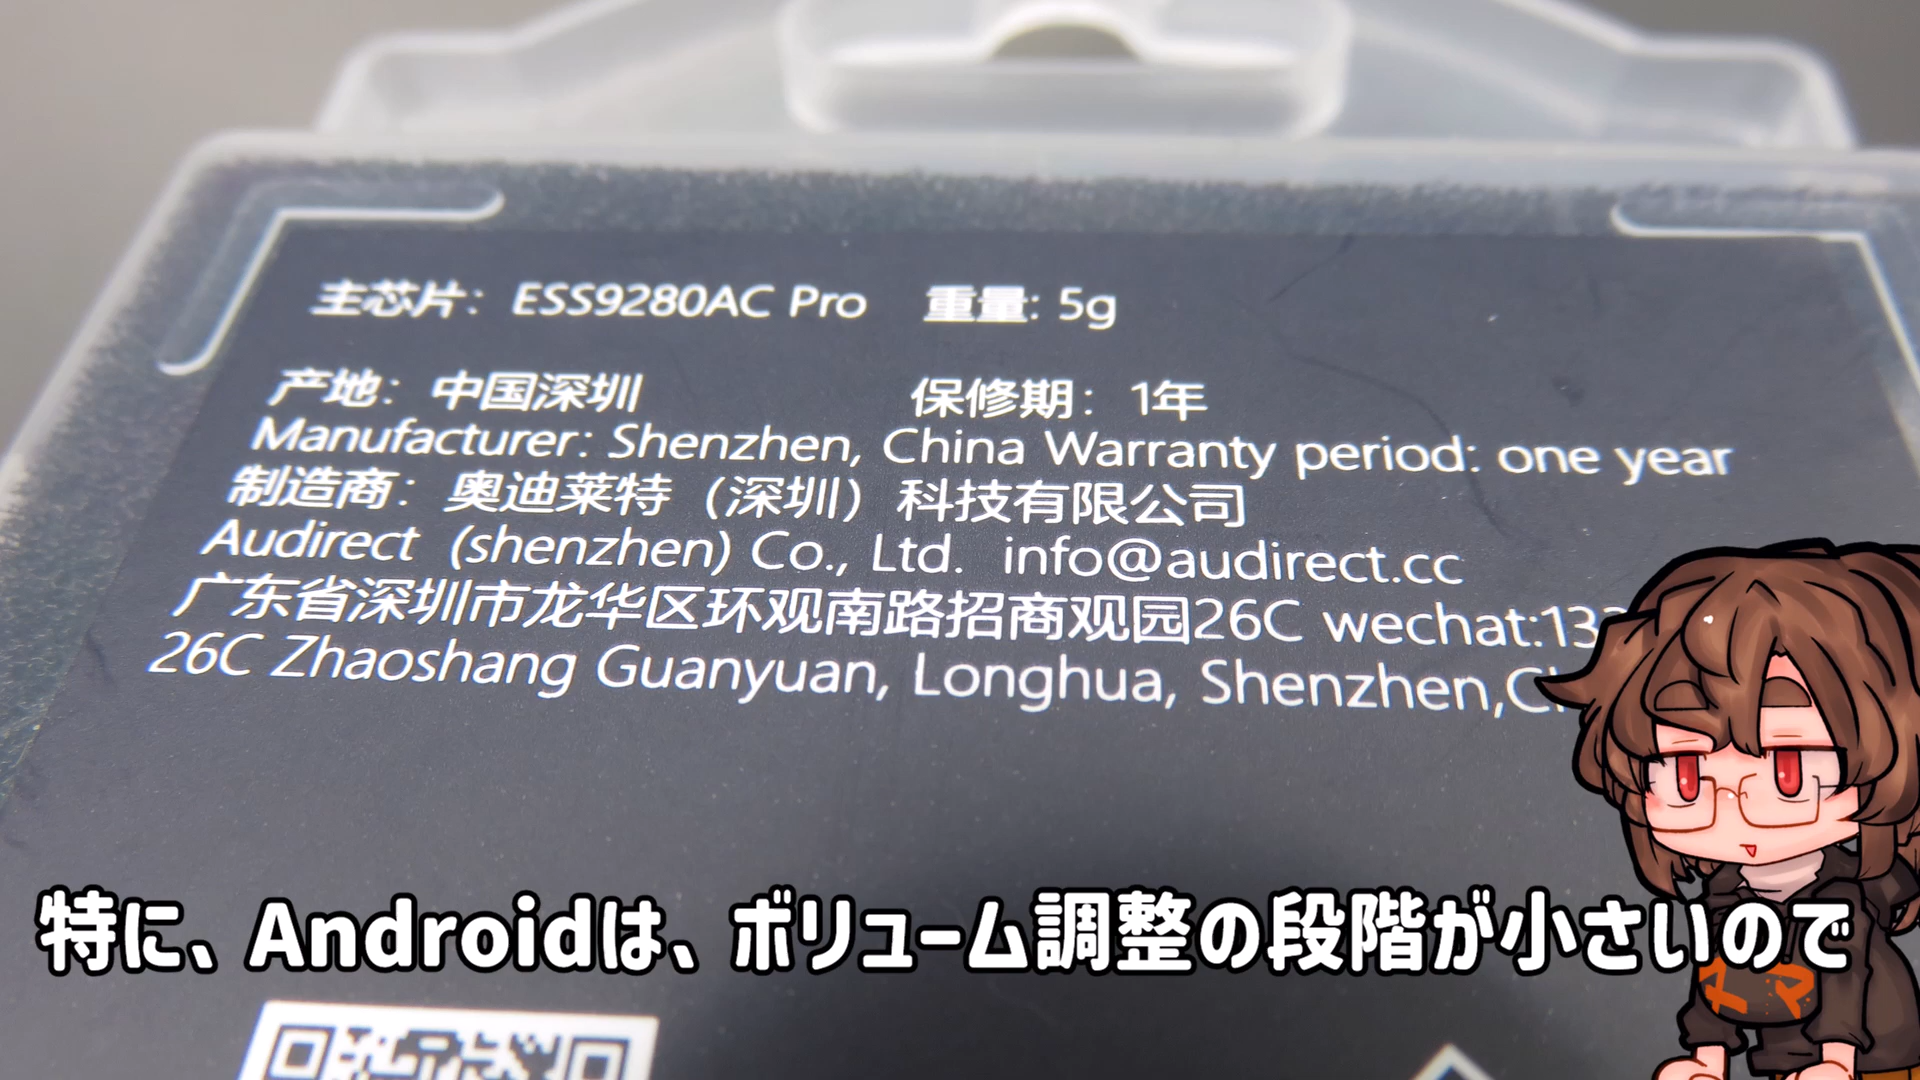 主芯片：ESS9280AC Pro 重量: 5g
产地：中国深圳 保修期：1年
Manufacturer: Shenzhen, China Warranty period: one year
制造商：奥迪莱特（深圳）科技有限公司
Audirect (shenzhen) Co., Ltd. info@audirect.cc
广东省深圳市龙华区环观南路招商观园26C wechat:13
26C Zhaoshang Guanyuan, Longhua, Shenzhen,
特に、Androidは、ボリューム調整の段階が小さいので